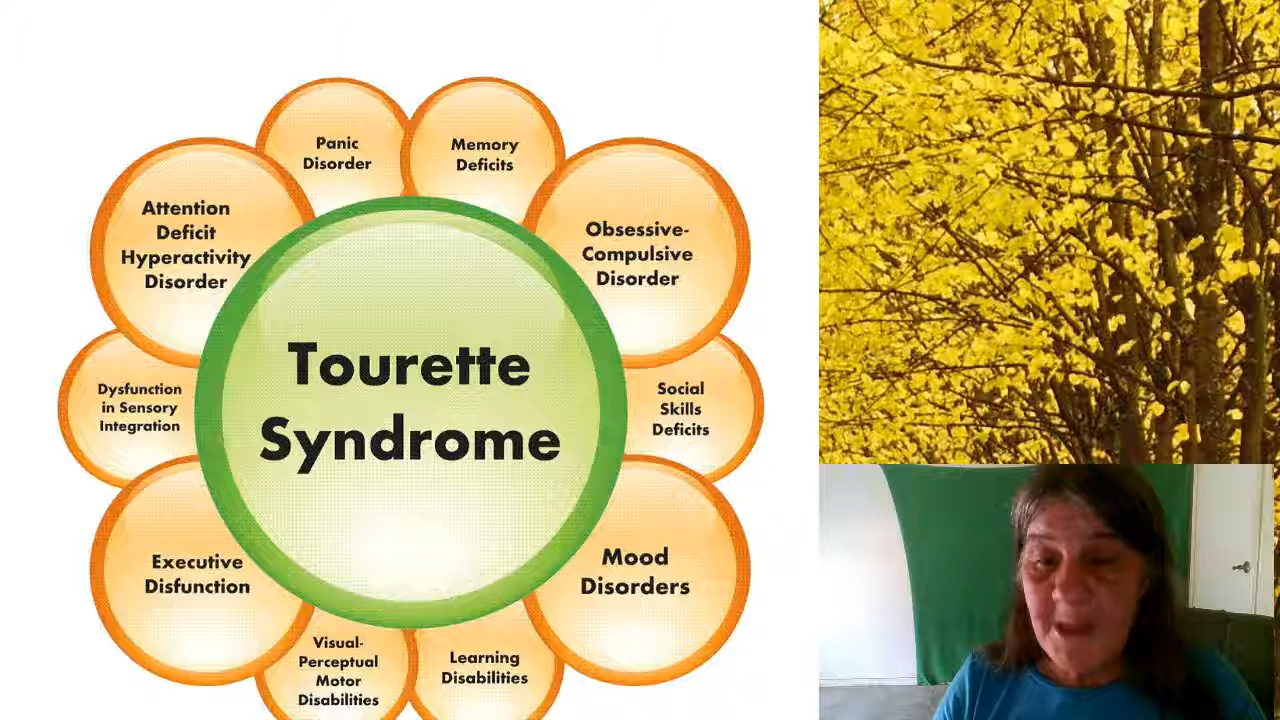 Panic
Disorder
Memory
Deficits
Attention
Deficit
Hyperactivity
Disorder
Obsessive-
Compulsive
Disorder
Dysfunction
in Sensory
Integration
Tourette
Syndrome
Social
Skills
Deficits
Executive
Disfunction
Mood
Disorders
Visual-
Perceptual
Motor
Disabilities
Learning
Disabilities